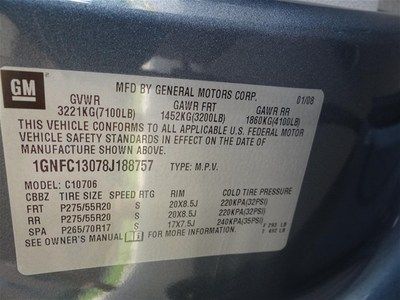 GM
MFD BY GENERAL MOTORS CORP. 01/08
GVWR GAWR FRT GAWR RR
3221KG(7100LB) 1452KG(3200LB) 1860KG(4100LB)
THIS VEHICLE CONFORMS TO ALL APPLICABLE U.S. FEDERAL MOTOR
VEHICLE SAFETY STANDARDS IN EFFECT ON THE DATE OF
MANUFACTURE SHOWN ABOVE.
1GNFC13078J188757 TYPE: M.P.V.
MODEL: C10706
CBBZ TIRE SIZE SPEED RTG RIM COLD TIRE PRESSURE
FRT P275/55R20 S 20X8.5J 220KPA(32PSI)
RR P275/55R20 S 20X8.5J 220KPA(32PSI)
SPA P265/70R17 S 17X7.5J 240KPA(35PSI)
SEE OWNER'S MANUAL FOR MORE INFORMATION.